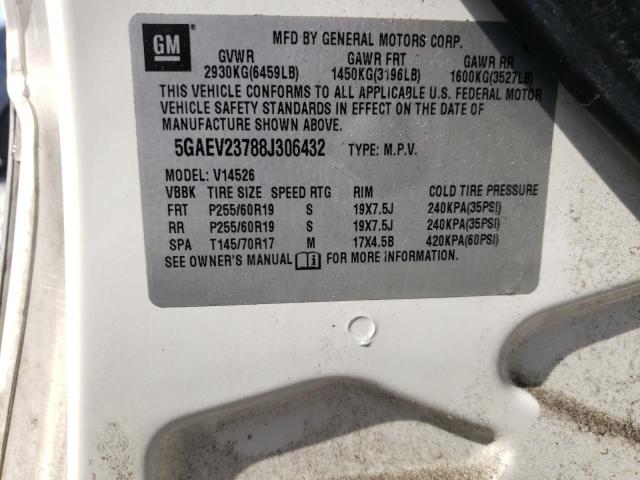 GM
MFD BY GENERAL MOTORS CORP.
GVWR GAWR FRT GAWR RR
2930KG(6459LB) 1450KG(3196LB) 1600KG(3527LB)
THIS VEHICLE CONFORMS TO ALL APPLICABLE U.S. FEDERAL MOTOR
VEHICLE SAFETY STANDARDS IN EFFECT ON THE DATE OF
MANUFACTURE SHOWN ABOVE.
5GAEV23788J306432 TYPE: M.P.V.
MODEL: V14526
VBBK TIRE SIZE SPEED RTG RIM COLD TIRE PRESSURE
FRT P255/60R19 S 19X7.5J 240KPA(35PSI)
RR P255/60R19 S 19X7.5J 240KPA(35PSI)
SPA T145/70R17 M 17X4.5B 420KPA(60PSI)
SEE OWNER'S MANUAL FOR MORE INFORMATION.